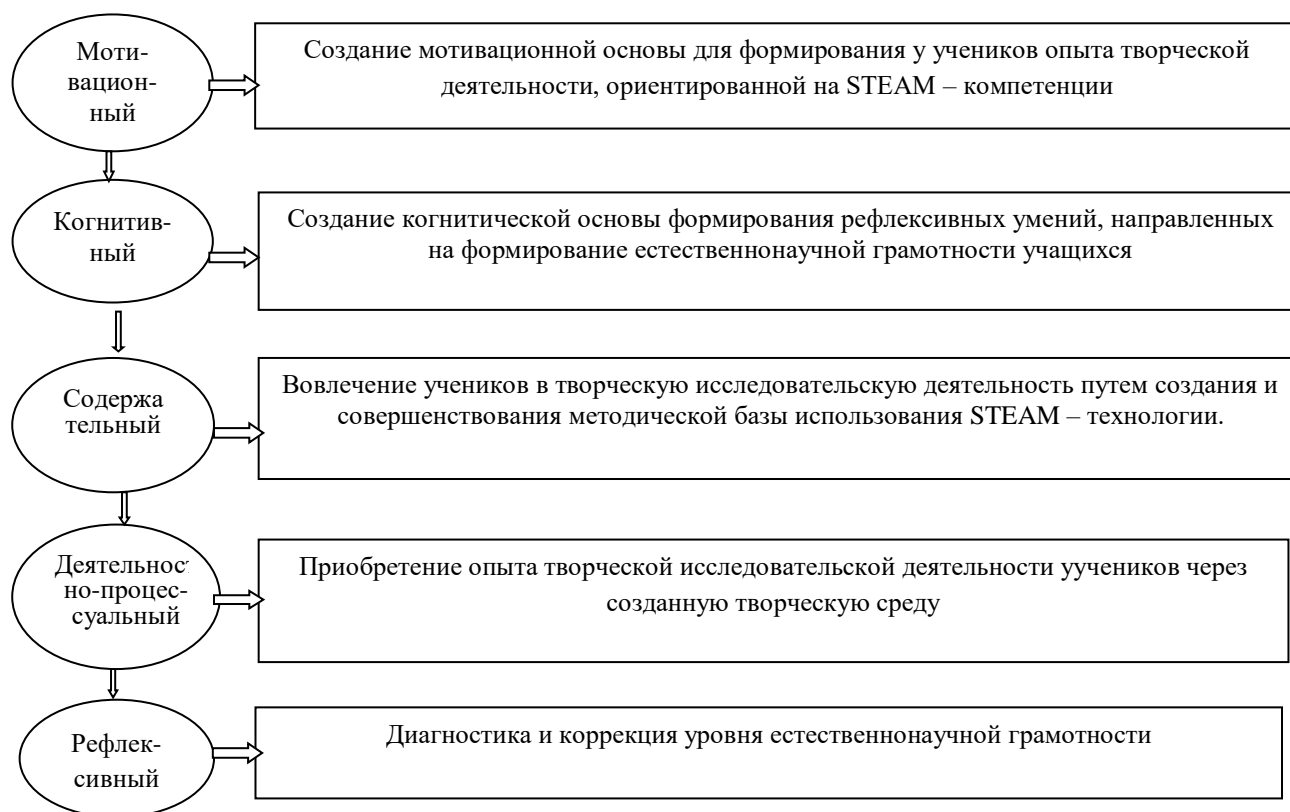 Моти-
вацион-
ный
Создание мотивационной основы для формирования у учеников опыта творческой
деятельности, ориентированной на STEAM – компетенции
Когнитив-
ный
Создание когнитической основы формирования рефлексивных умений, направленных
на формирование естественнонаучной грамотности учащихся
Содержа
тельный
Вовлечение учеников в творческую исследовательскую деятельность путем создания и
совершенствования методической базы использования STEAM – технологии.
Деятельнос
но-процес-
суальный
Приобретение опыта творческой исследовательской деятельности уучеников через
созданную творческую среду
Рефлек-
сивный
Диагностика и коррекция уровня естественнонаучной грамотности